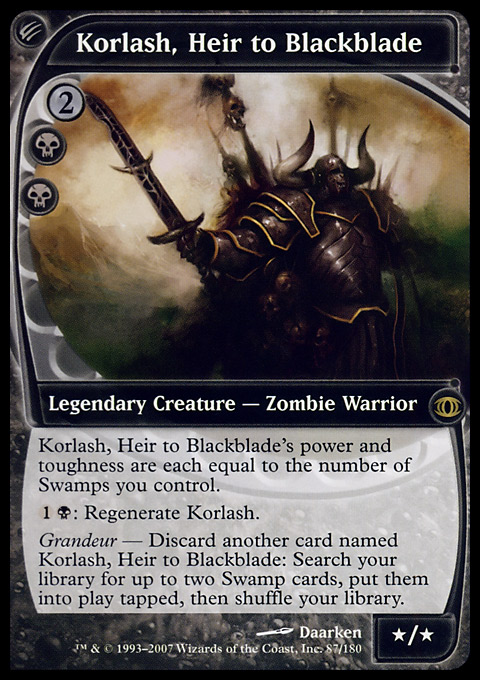 Korlash, Heir to Blackblade
2
Legendary Creature — Zombie Warrior
Korlash, Heir to Blackblade's power and
toughness are each equal to the number of
Swamps you control.
1 : Regenerate Korlash.
Grandeur — Discard another card named
Korlash, Heir to Blackblade: Search your
library for up to two Swamp cards, put them
into play tapped, then shuffle your library.
Daarken
™ & © 1993–2007 Wizards of the Coast, Inc. 87/180
★/★